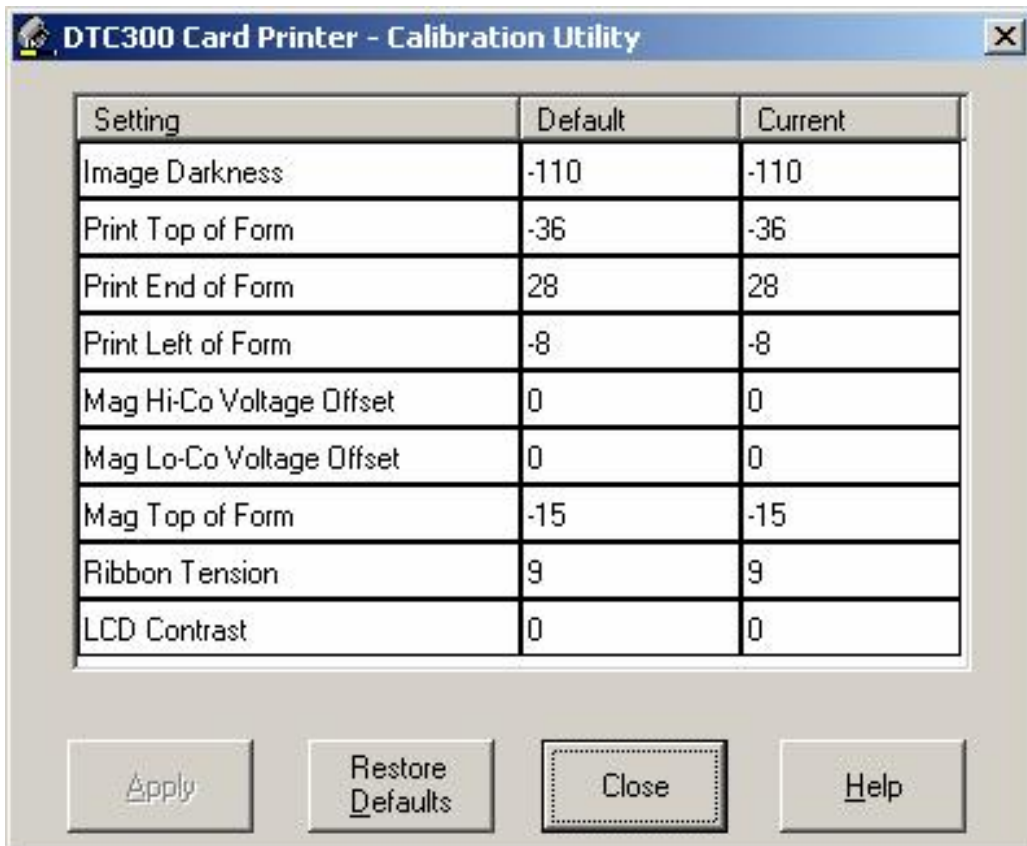 DTC300 Card Printer - Calibration Utility
Setting Default Current
Image Darkness -110 -110
Print Top of Form -36 -36
Print End of Form 28 28
Print Left of Form -8 -8
Mag Hi-Co Voltage Offset 0 0
Mag Lo-Co Voltage Offset 0 0
Mag Top of Form -15 -15
Ribbon Tension 9 9
LCD Contrast 0 0
Apply Restore Defaults Close Help